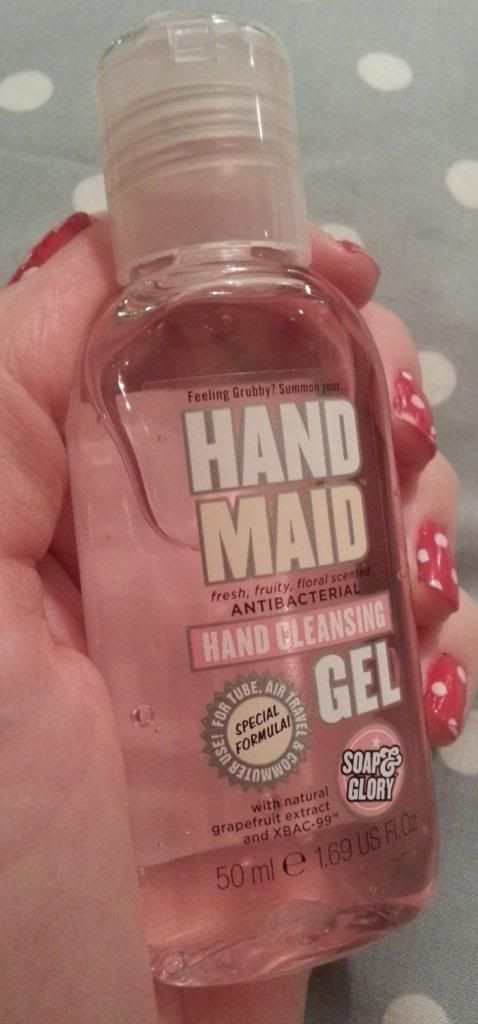 Feeling Grubby? Summon your...
HAND
MAID™
fresh, fruity, floral scented
ANTIBACTERIAL
HAND CLEANSING
GEL
FOR TUBE, AIR TRAVEL & COMMUTER USE!
SPECIAL
FORMULA!
SOAP&
GLORY
with natural
grapefruit extract
and XBAC-99™
50 ml ℮ 1.69 US Fl.Oz